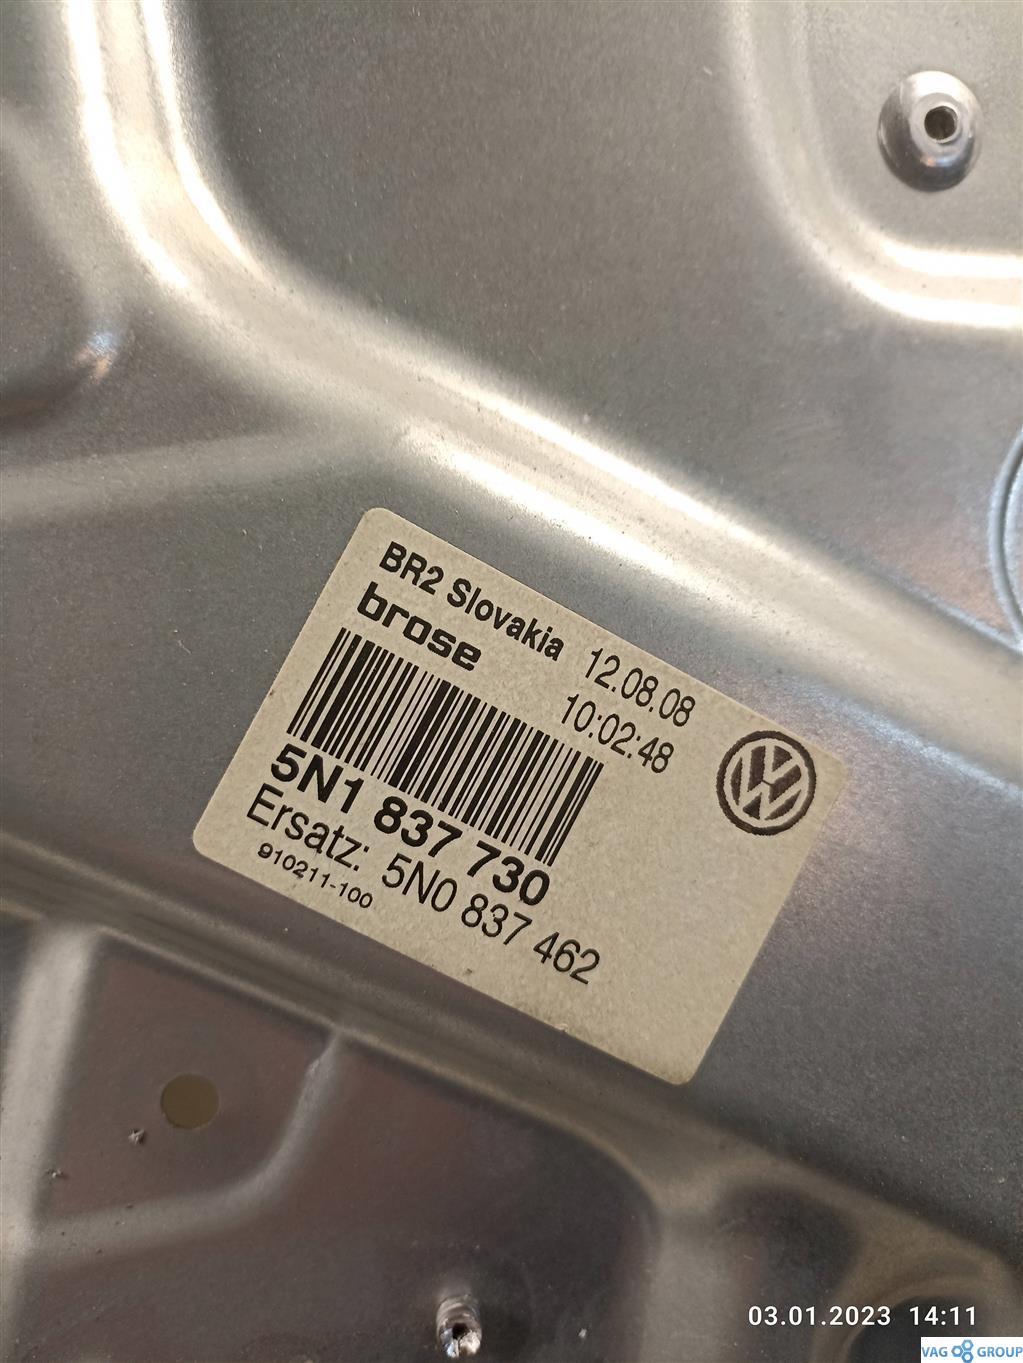 BR2 Slovakia 12.08.08
brose 10:02:48
5N1 837 730
Ersatz: 5N0 837 462
910211-100
03.01.2023 14:11
VAG GROUP